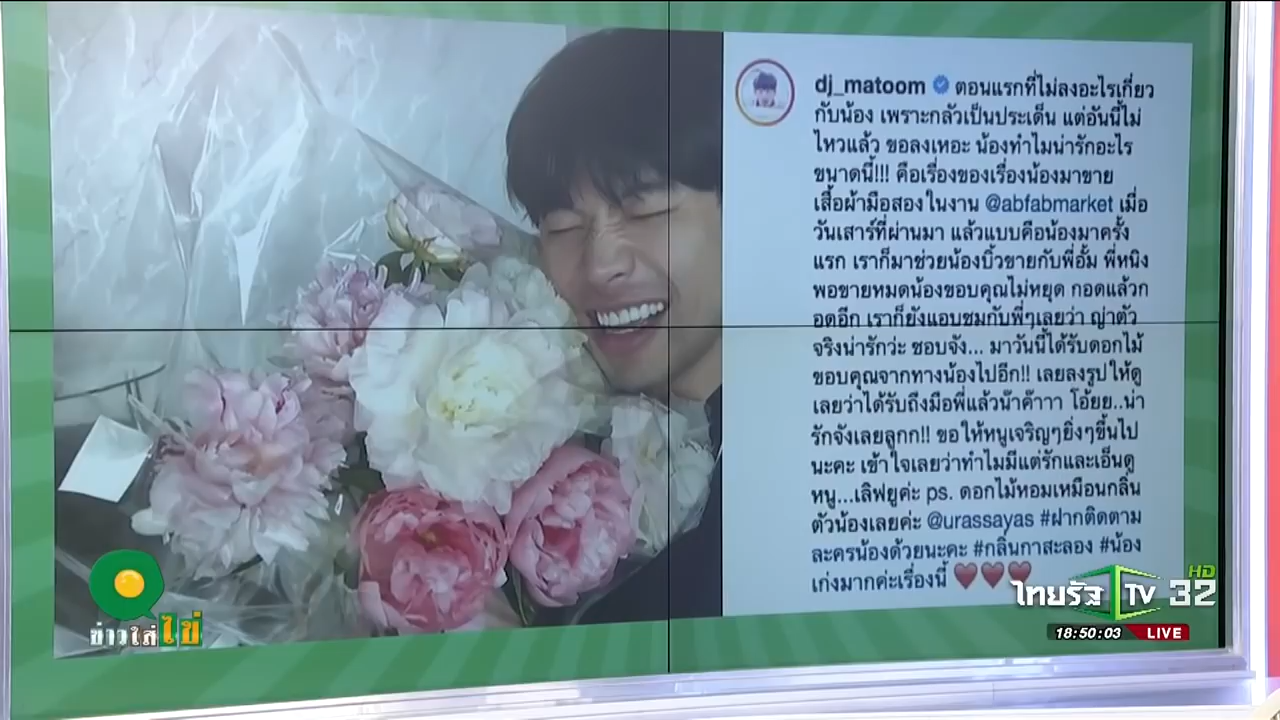 dj_matoom ตอนแรกที่ไม่ลงอะไรเกี่ยว
กับน้อง เพราะกลัวเป็นประเด็น แต่อันนี้ไม่
ไหวแล้ว ขอลงเหอะ น้องทำไมน่ารักอะไร
ขนาดนี้!!! คือเรื่องของเรื่องน้องมาขาย
เสื้อผ้ามือสองในงาน @abfabmarket เมื่อ
วันเสาร์ที่ผ่านมา แล้วแบบคือน้องมาครั้ง
แรก เราก็มาช่วยน้องบิ้วขายกับพี่อั้ม พี่หนิง
พอขายหมดน้องขอบคุณไม่หยุด กอดแล้วก
อดอีก เราก็ยังแอบชมกับพี่ๆเลยว่า ญ่าตัว
จริงน่ารักว่ะ ชอบจัง... มาวันนี้ได้รับดอกไม้
ขอบคุณจากทางน้องไปอีก!! เลยลงรูปให้ดู
เลยว่าได้รับถึงมือพี่แล้วน๊าค๊าาา โอ้ยย..น่า
รักจังเลยลูกก!! ขอให้หนูเจริญๆยิ่งๆขึ้นไป
นะคะ เข้าใจเลยว่าทำไมมีแต่รักและเอ็นดู
หนู...เลิฟยูค่ะ ps. ดอกไม้หอมเหมือนกลิ่น
ตัวน้องเลยค่ะ @urassayas #ฝากติดตาม
ละครน้องด้วยนะคะ #กลิ่นกาสะลอง #น้อง
เก่งมากค่ะเรื่องนี้ ❤❤❤
ข่าวใส่ไข่
ไทยรัฐ TV 32 HD
18:50:03 LIVE